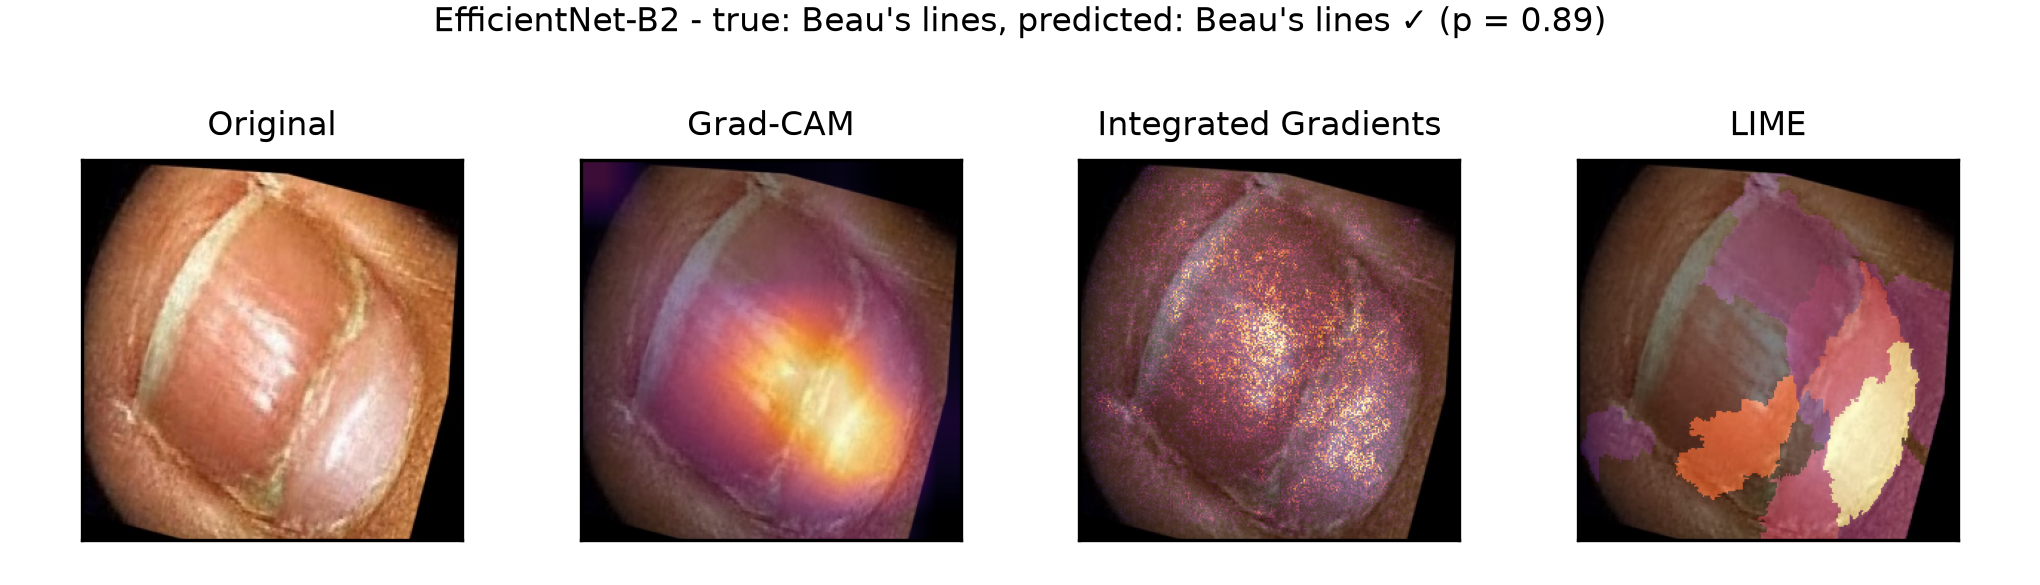 EfficientNet-B2 - true: Beau's lines, predicted: Beau's lines ✓ (p = 0.89)
Original
Grad-CAM
Integrated Gradients
LIME